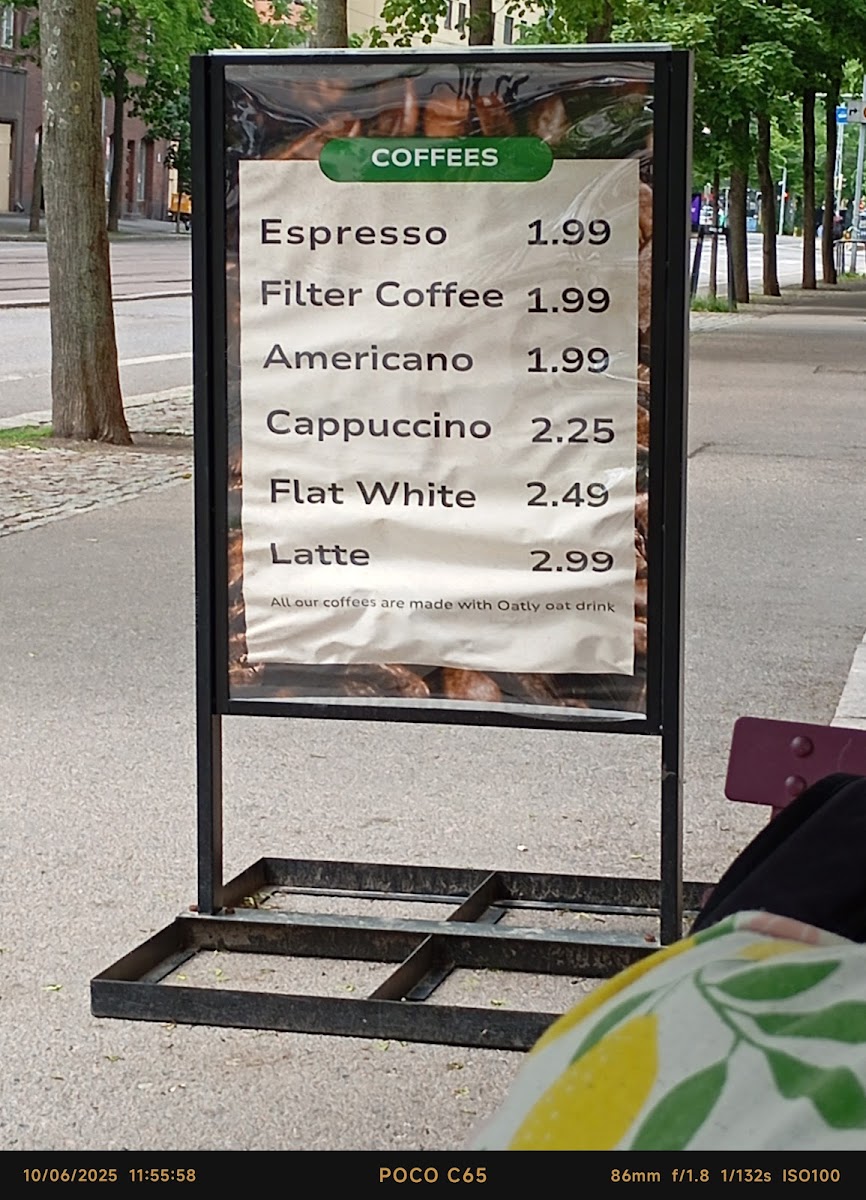 COFFEES
Espresso 1.99
Filter Coffee 1.99
Americano 1.99
Cappuccino 2.25
Flat White 2.49
Latte 2.99
All our coffees are made with Oatly oat drink
10/06/2025 11:55:58 POCO C65 86mm f/1.8 1/132s ISO100